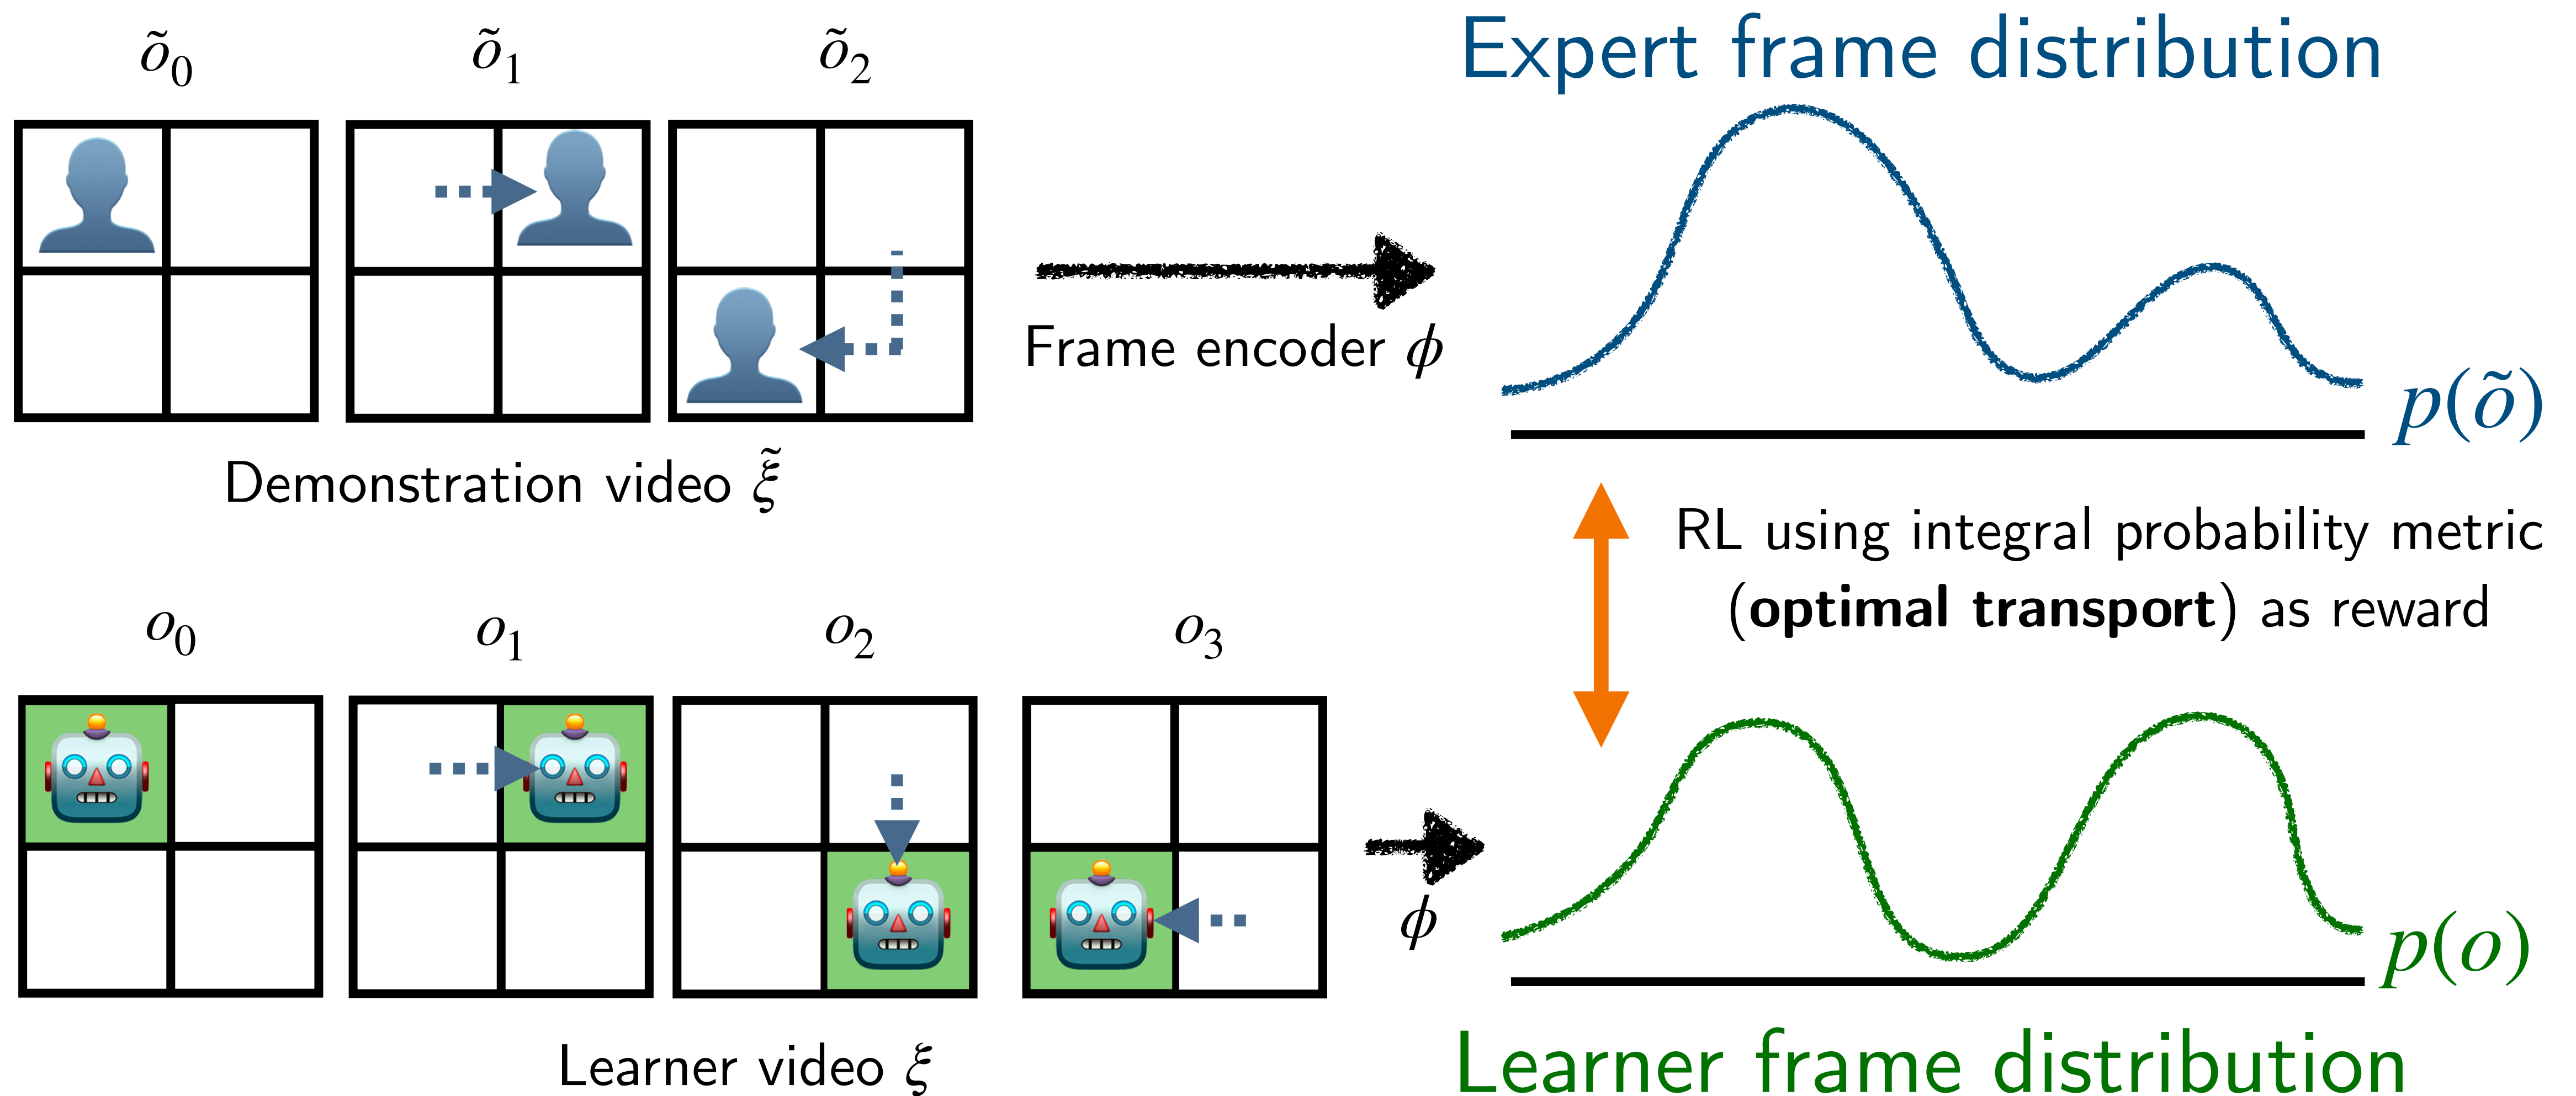 õ₀ õ₁ õ₂
Expert frame distribution
Frame encoder ϕ
p(õ)
Demonstration video ξ̃
RL using integral probability metric
(optimal transport) as reward
o₀ o₁ o₂ o₃
ϕ
p(o)
Learner video ξ
Learner frame distribution